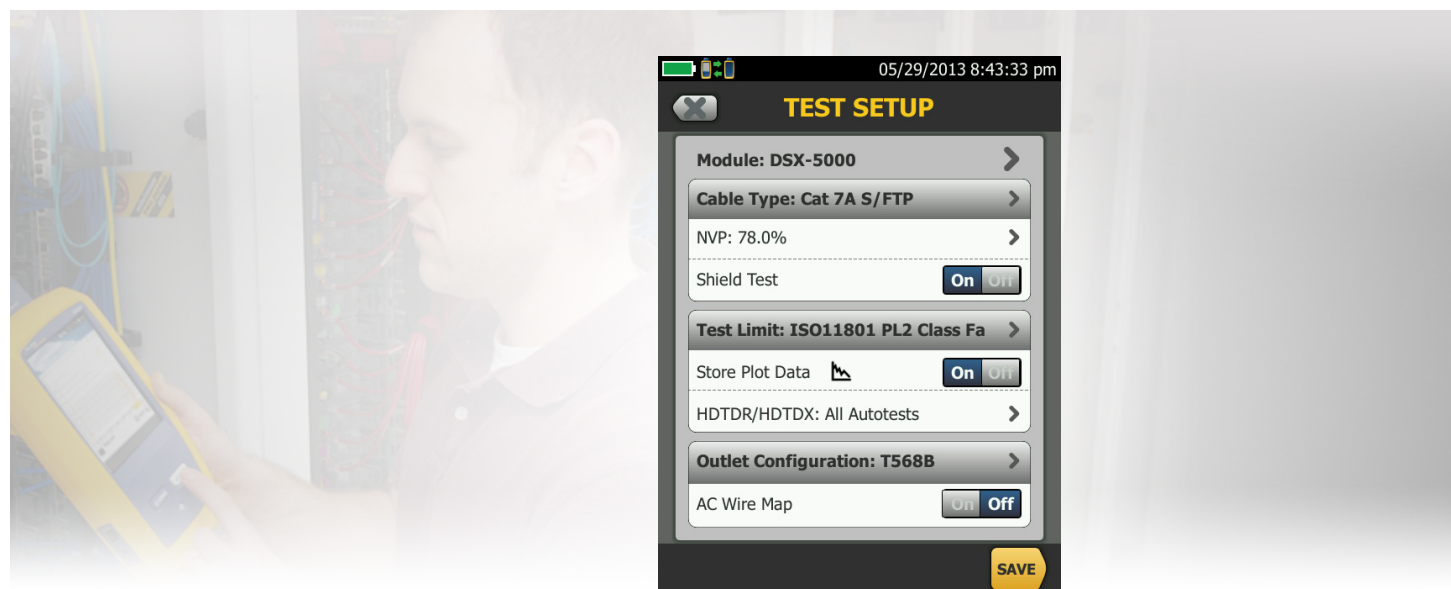 05/29/2013 8:43:33 pm
TEST SETUP
Module: DSX-5000
Cable Type: Cat 7A S/FTP
NVP: 78.0%
Shield Test On Off
Test Limit: ISO11801 PL2 Class Fa
Store Plot Data On Off
HDTDR/HDTDX: All Autotests
Outlet Configuration: T568B
AC Wire Map On Off
SAVE